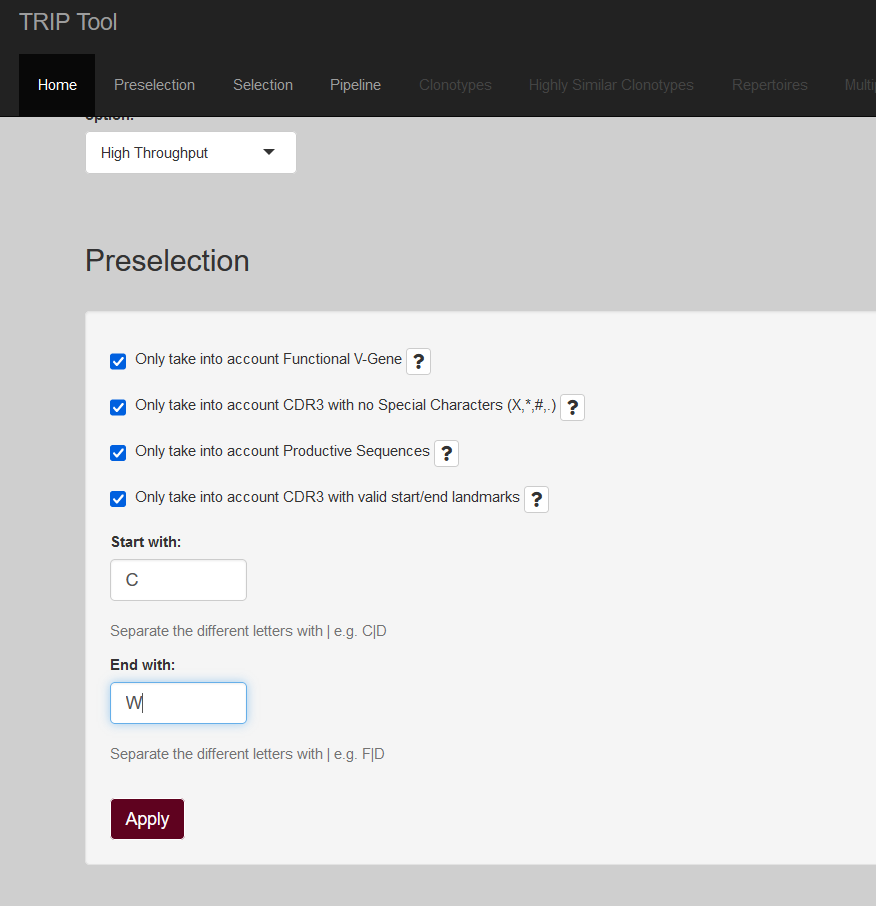 TRIP Tool
Home Preselection Selection Pipeline Clonotypes Highly Similar Clonotypes Repertoires Multi
option:
High Throughput
Preselection
Only take into account Functional V-Gene ?
Only take into account CDR3 with no Special Characters (X,*,#,.) ?
Only take into account Productive Sequences ?
Only take into account CDR3 with valid start/end landmarks ?
Start with:
C
Separate the different letters with | e.g. C|D
End with:
W
Separate the different letters with | e.g. F|D
Apply